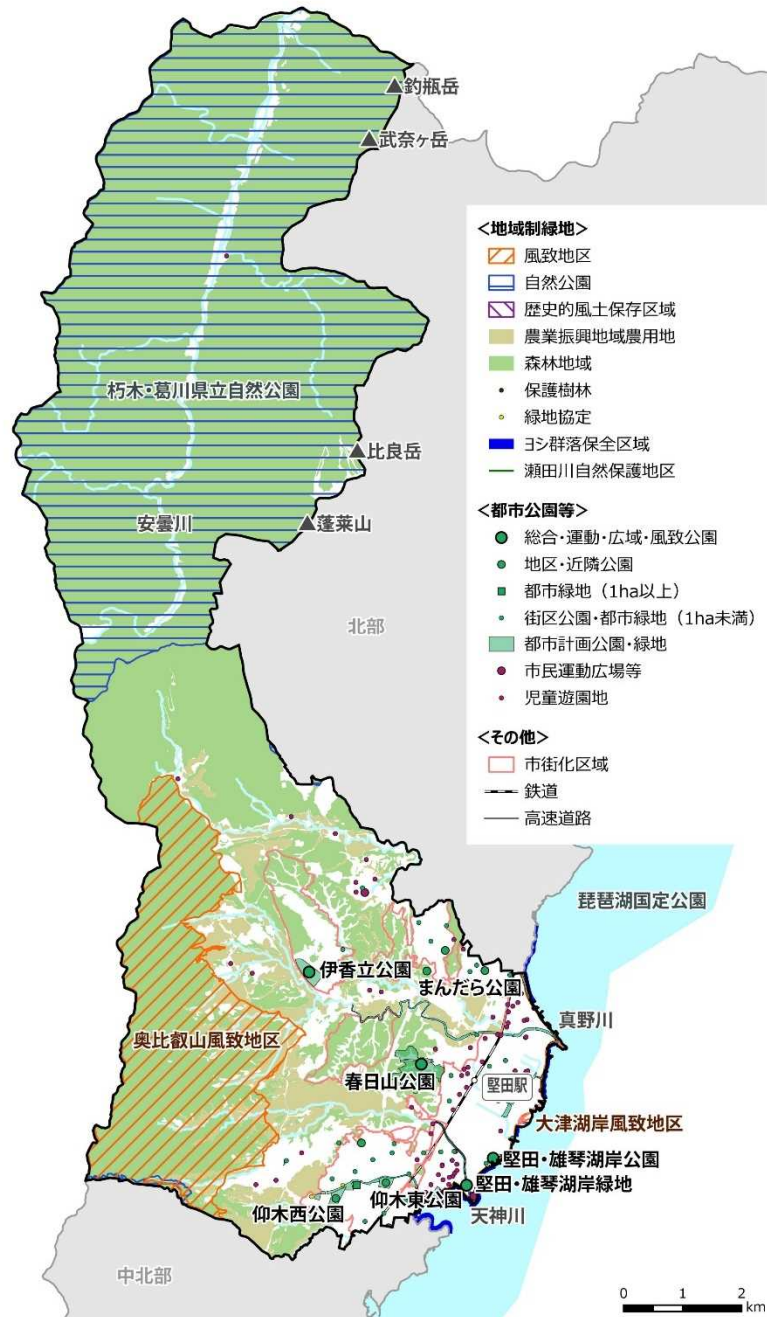 ▲釣瓶岳
▲武奈ヶ岳
<地域制緑地>
風致地区
自然公園
歴史的風土保存区域
農業振興地域農用地
森林地域
保護樹林
緑地協定
ヨシ群落保全区域
瀬田川自然保護地区
<都市公園等>
総合・運動・広域・風致公園
地区・近隣公園
都市緑地（1ha以上）
街区公園・都市緑地（1ha未満）
都市計画公園・緑地
市民運動広場等
児童遊園地
<その他>
市街化区域
鉄道
高速道路
朽木・葛川県立自然公園
▲比良岳
安曇川
▲蓬莱山
北部
琵琶湖国定公園
伊香立公園
まんだら公園
真野川
奥比叡山風致地区
春日山公園
堅田駅
大津湖岸風致地区
堅田・雄琴湖岸公園
堅田・雄琴湖岸緑地
仰木西公園
仰木東公園
天神川
中北部
0 1 2
km